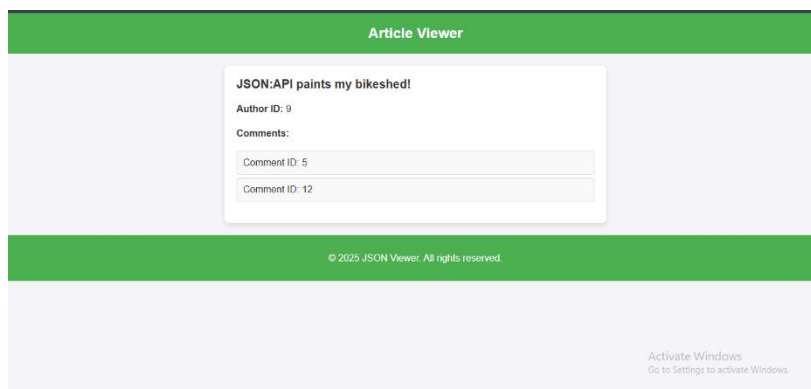 Article Viewer
JSON:API paints my bikeshed!
Author ID: 9
Comments:
Comment ID: 5
Comment ID: 12
© 2025 JSON Viewer. All rights reserved.
Activate Windows
Go to Settings to activate Windows.